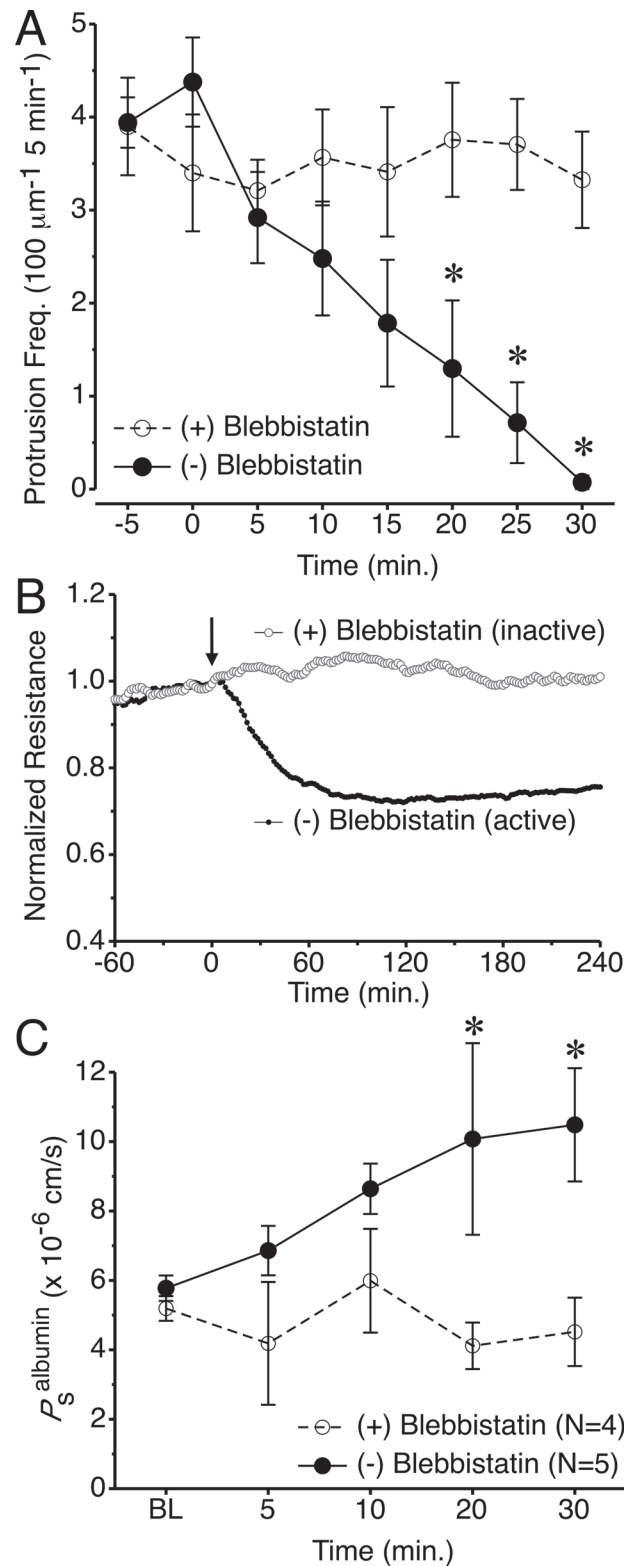 A
Protrusion Freq. (100 µm-1 5 min-1)
5
4
3
2
1
0
*
*
*
(+) Blebbistatin
(-) Blebbistatin
-5 0 5 10 15 20 25 30
Time (min.)
B
Normalized Resistance
1.2
1.0
0.8
0.6
0.4
(+) Blebbistatin (inactive)
(-) Blebbistatin (active)
-60 0 60 120 180 240
Time (min.)
C
Ps albumin (x 10-6 cm/s)
12
10
8
6
4
2
0
*
*
(+) Blebbistatin (N=4)
(-) Blebbistatin (N=5)
BL 5 10 20 30
Time (min.)